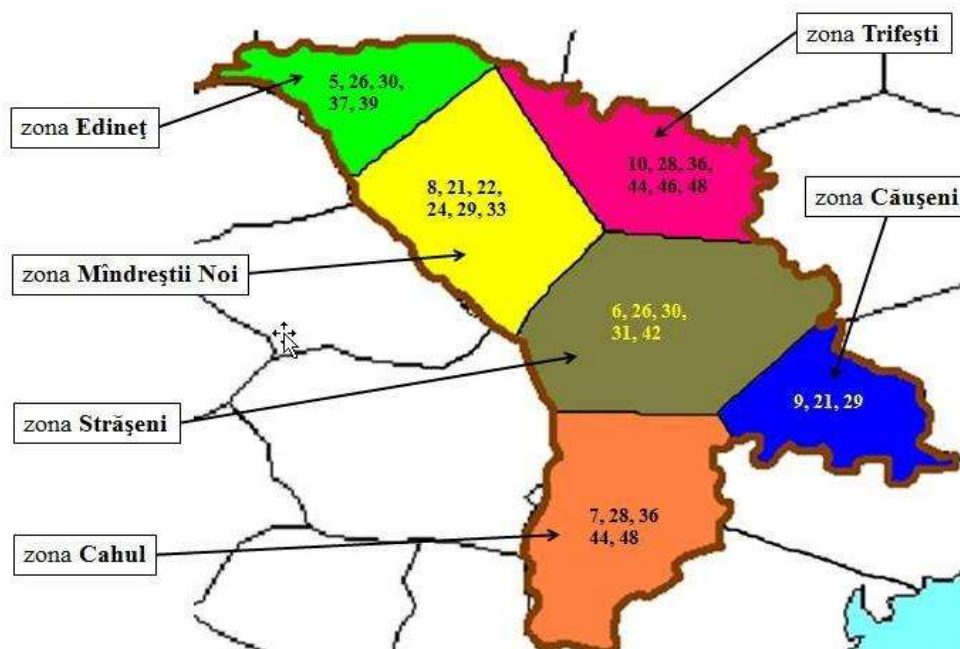 zona Trifeşti
5, 26, 30,
37, 39
zona Edineţ
10, 28, 36,
44, 46, 48
8, 21, 22,
24, 29, 33
zona Căuşeni
zona Mîndreştii Noi
6, 26, 30,
31, 42
9, 21, 29
zona Străşeni
7, 28, 36
44, 48
zona Cahul